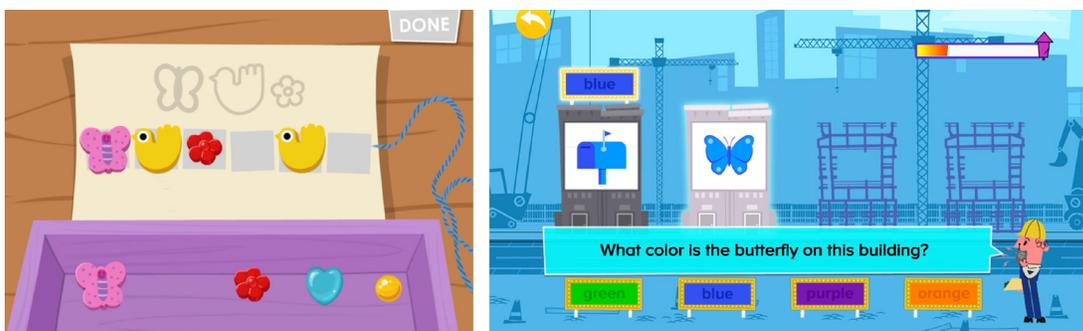 DONE
blue
What color is the butterfly on this building?
green
blue
purple
orange